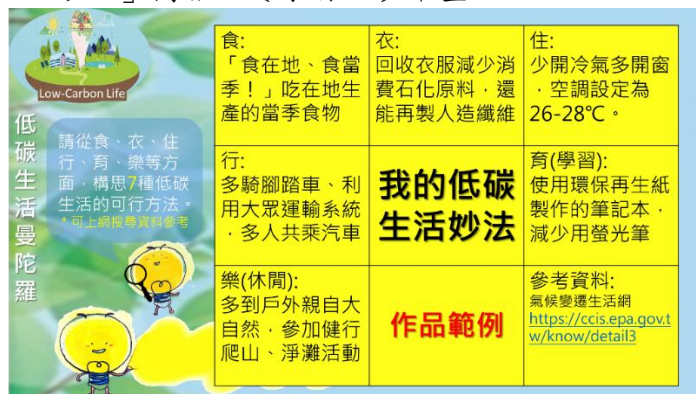 Low-Carbon Life
低碳生活曼陀羅
請從食、衣、住
行、育、樂等方
面，構思7種低碳
生活的可行方法。
*可上網搜尋資料參考
食:
「食在地、食當
季！」吃在地生
產的當季食物
衣:
回收衣服減少消
費石化原料，還
能再製人造纖維
住:
少開冷氣多開窗
，空調設定為
26-28℃。
行:
多騎腳踏車、利
用大眾運輸系統
，多人共乘汽車
我的低碳
生活妙法
育(學習):
使用環保再生紙
製作的筆記本，
減少用螢光筆
樂(休閒):
多到戶外親自大
自然，參加健行
爬山、淨灘活動
作品範例
參考資料:
氣候變遷生活網
https://ccis.epa.gov.t
w/know/detail3